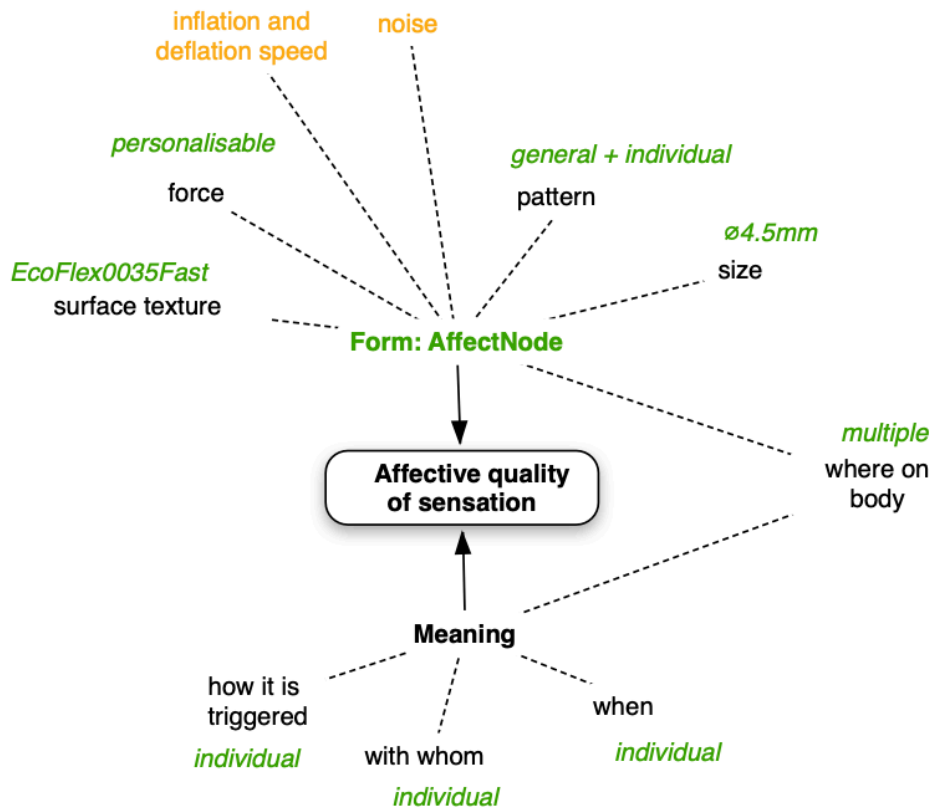 inflation and
deflation speed
noise
personalisable
force
general + individual
pattern
ø4.5mm
size
EcoFlex0035Fast
surface texture
Form: AffectNode
multiple
where on
body
Affective quality
of sensation
Meaning
how it is
triggered
individual
with whom
individual
when
individual